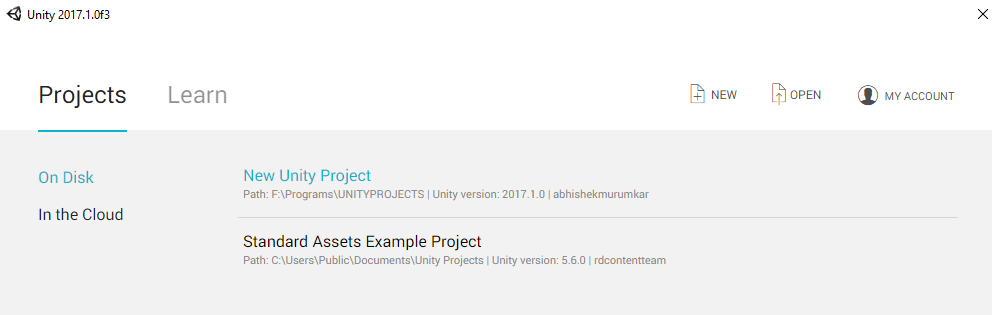 Unity 2017.1.0f3
Projects Learn NEW OPEN MY ACCOUNT
On Disk
In the Cloud
New Unity Project
Path: F:\Programs\UNITYPROJECTS | Unity version: 2017.1.0 | abhishekmurumkar
Standard Assets Example Project
Path: C:\Users\Public\Documents\Unity Projects | Unity version: 5.6.0 | rdcontentteam